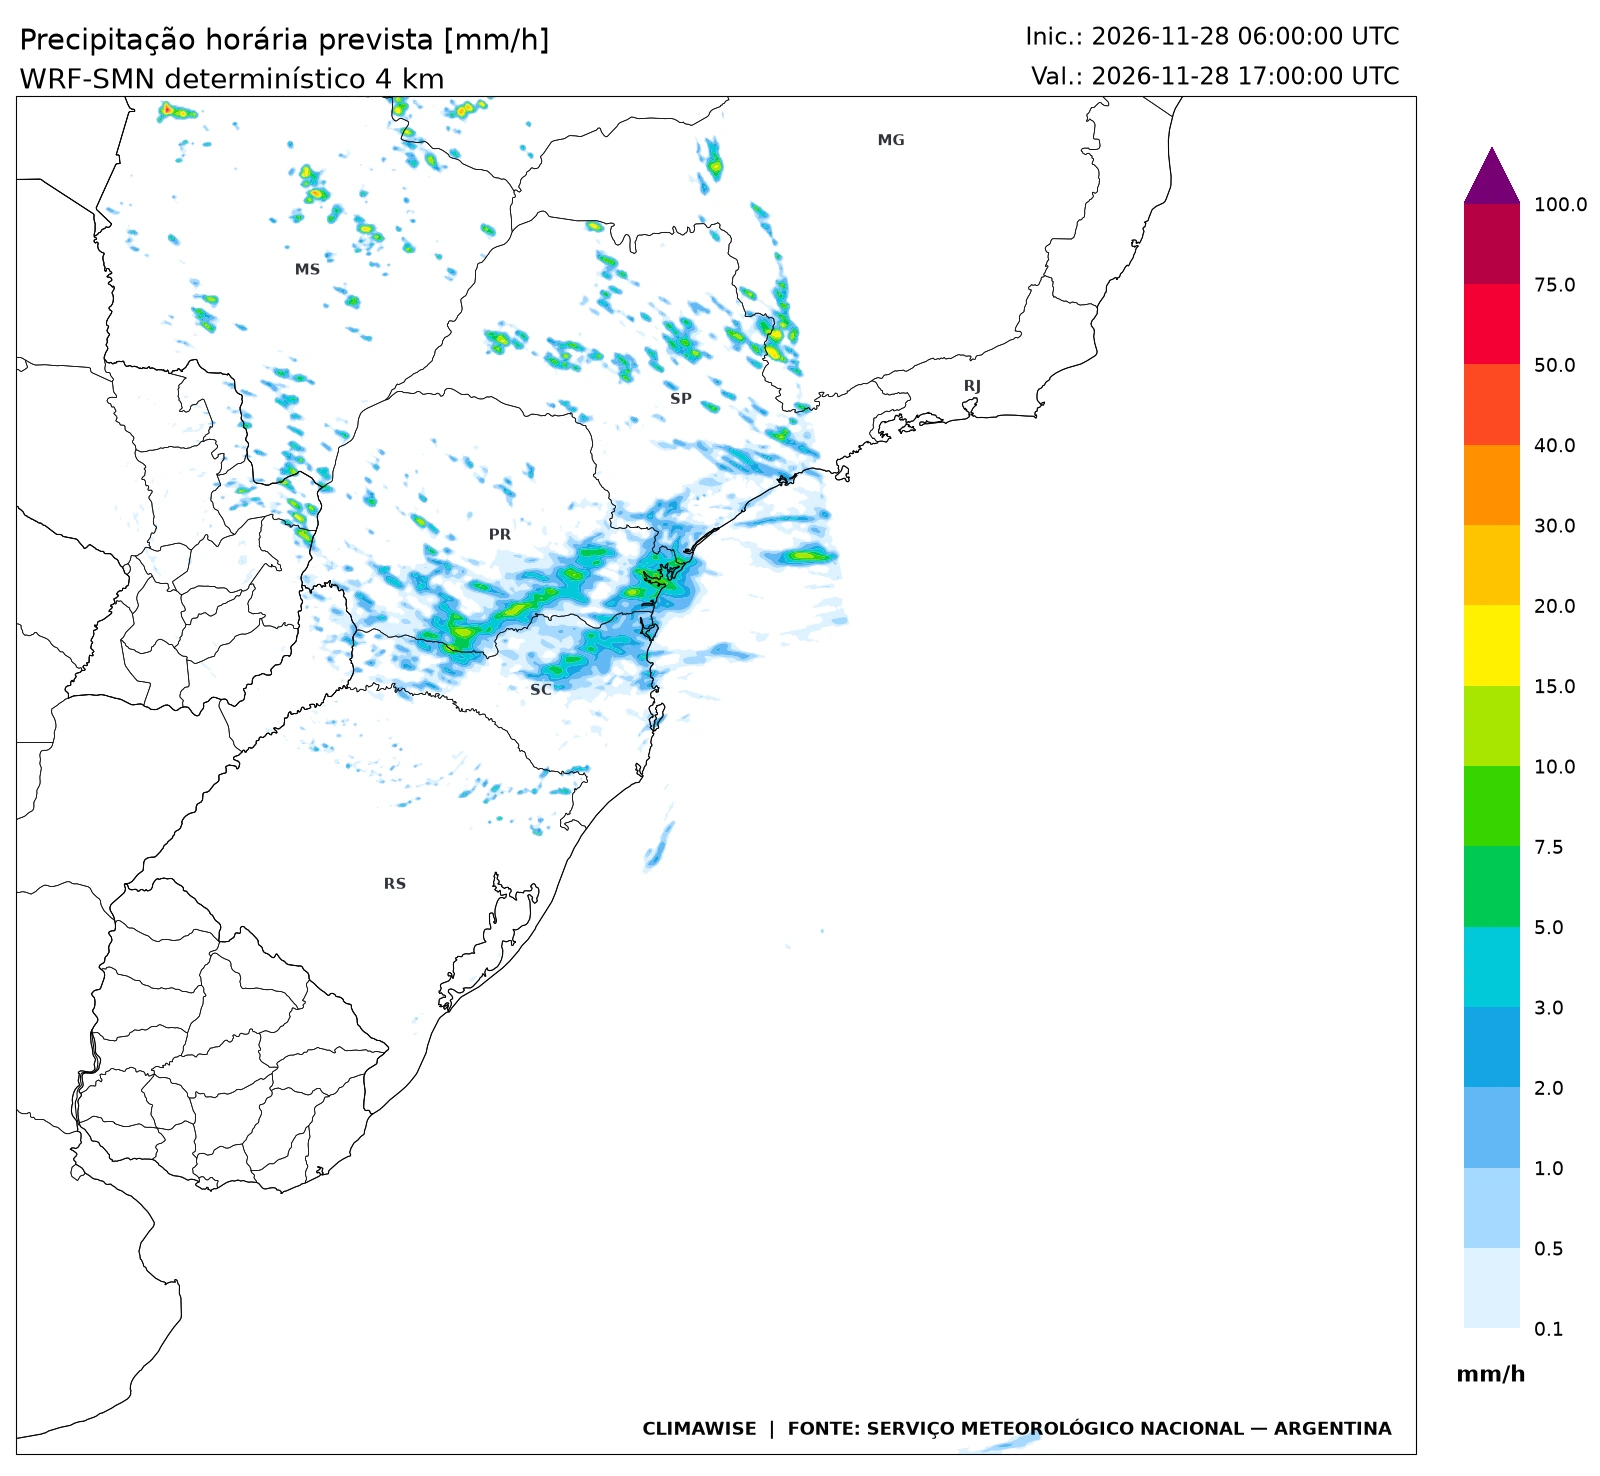 Precipitação horária prevista [mm/h]
WRF-SMN determinístico 4 km
Inic.: 2026-11-28 06:00:00 UTC
Val.: 2026-11-28 17:00:00 UTC
MG
MS
RJ
SP
PR
SC
RS
100.0
75.0
50.0
40.0
30.0
20.0
15.0
10.0
7.5
5.0
3.0
2.0
1.0
0.5
0.1
mm/h
CLIMAWISE | FONTE: SERVIÇO METEOROLÓGICO NACIONAL — ARGENTINA